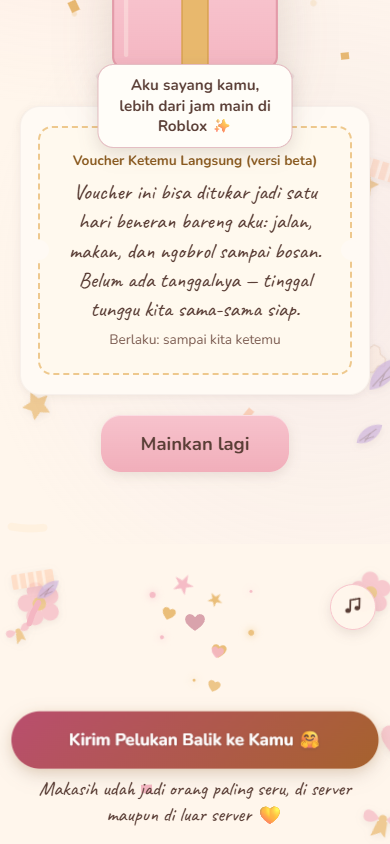 Aku sayang kamu,
lebih dari jam main di
Roblox ✨
Voucher Ketemu Langsung (versi beta)
Voucher ini bisa ditukar jadi satu
hari beneran bareng aku: jalan,
makan, dan ngobrol sampai bosan.
Belum ada tanggalnya — tinggal
tunggu kita sama-sama siap.
Berlaku: sampai kita ketemu
Mainkan lagi
Kirim Pelukan Balik ke Kamu 🤗
Makasih udah jadi orang paling seru, di server
maupun di luar server 💛